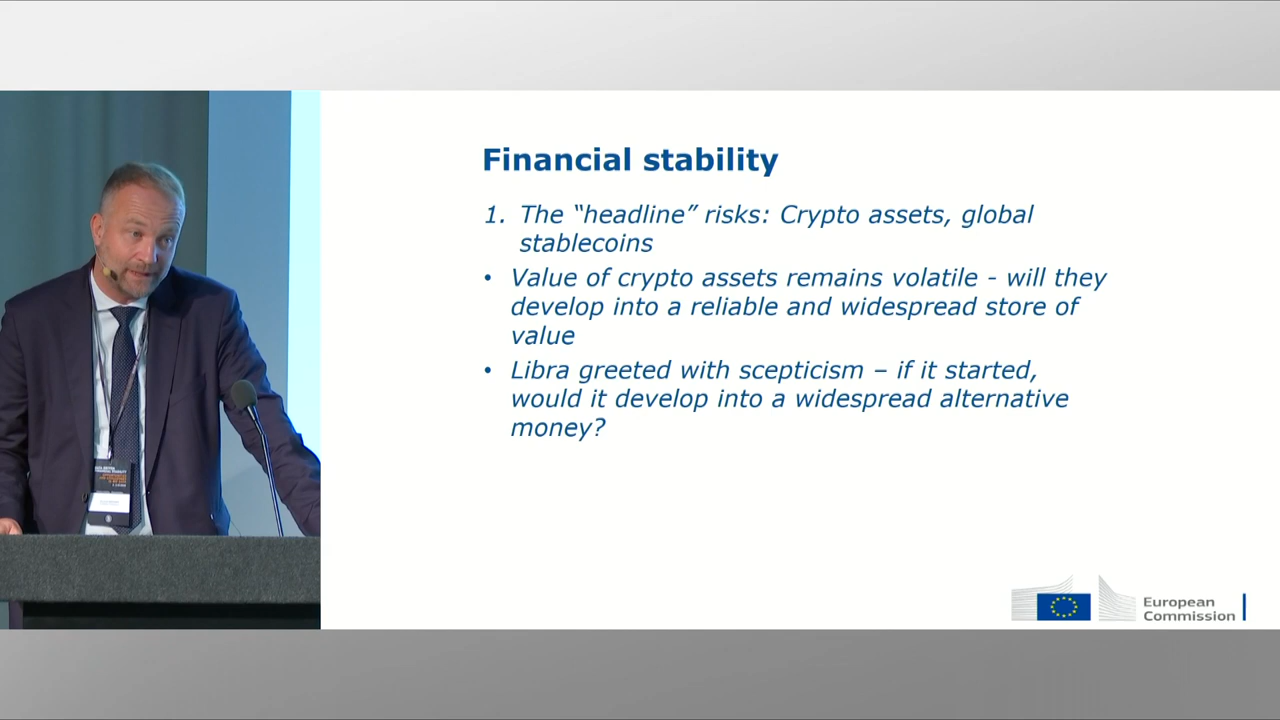 Financial stability
1. The “headline” risks: Crypto assets, global
stablecoins
• Value of crypto assets remains volatile - will they
develop into a reliable and widespread store of
value
• Libra greeted with scepticism – if it started,
would it develop into a widespread alternative
money?
European
Commission